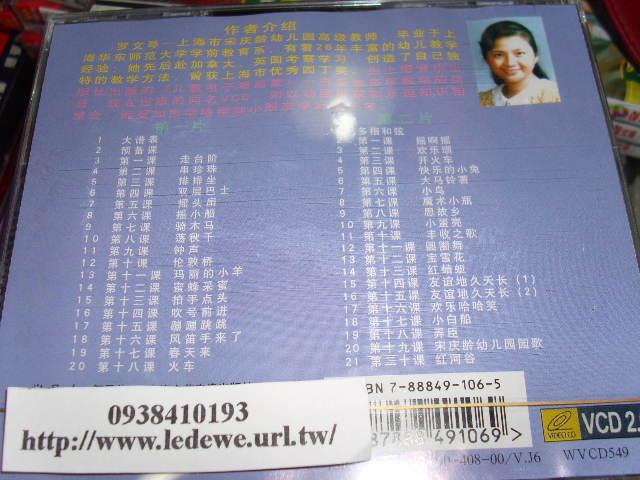 作者介绍
罗文萍,上海市宋庆龄幼儿园高级教师,毕业于上
海华东师范大学学前教育系,有着26年丰富的幼儿教学
经验,她先后赴加拿大、英国考察学习,创造了自己独
特的教学方法,曾获上海市优秀园丁奖,
第一片
1 大谱表
2 预备课
3 第一课 走台阶
4 第二课 串珍珠
5 第三课 排排坐
6 第四课 双层巴士
7 第五课 摇头扇
8 第六课 摇小船
9 第七课 骑木马
10 第八课 荡秋千
11 第九课 钟声
12 第十课 伦敦桥
13 第十一课 玛丽的小羊
14 第十二课 蜜蜂采蜜
15 第十三课 拍手点头
16 第十四课 吹号前进
17 第十五课 蹦蹦跳跳
18 第十六课 风笛手来了
19 第十七课 春天来
20 第十八课 火车
第二片
多指和弦
第一课 摇啊摇
第二课 欢乐颂
第三课 开火车
第四课 快乐的小兔
第五课 大马铃薯
第六课 小鸟
第七课 魔术小瓶
第八课 思故乡
第九课 小蛋壳
11 第十课 丰收之歌
12 第十一课 圆圈舞
13 第十二课 宝雪花
14 第十三课 红蜻蜓
15 第十四课 友谊地久天长(1)
16 第十五课 友谊地久天长(2)
17 第十六课 欢乐哈哈笑
18 第十七课 小白船
19 第十八课 弄臣
20 第十九课 宋庆龄幼儿园园歌
21 第三十课 红河谷
BN 7-88849-106-5
0938410193
http://www.ledewe.url.tw/
VIDEO CD
VCD 2.
-408-00/V.J6 WVCD549